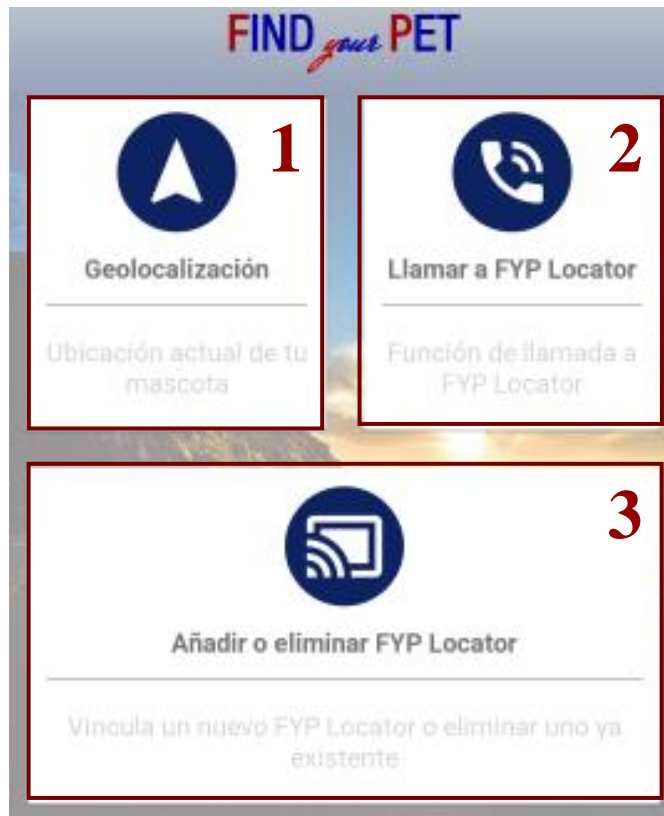 FIND your PET
1
Geolocalización
Ubicación actual de tu
mascota
2
Llamar a FYP Locator
Función de llamada a
FYP Locator
3
Añadir o eliminar FYP Locator
Vincula un nuevo FYP Locator o eliminar uno ya
existente